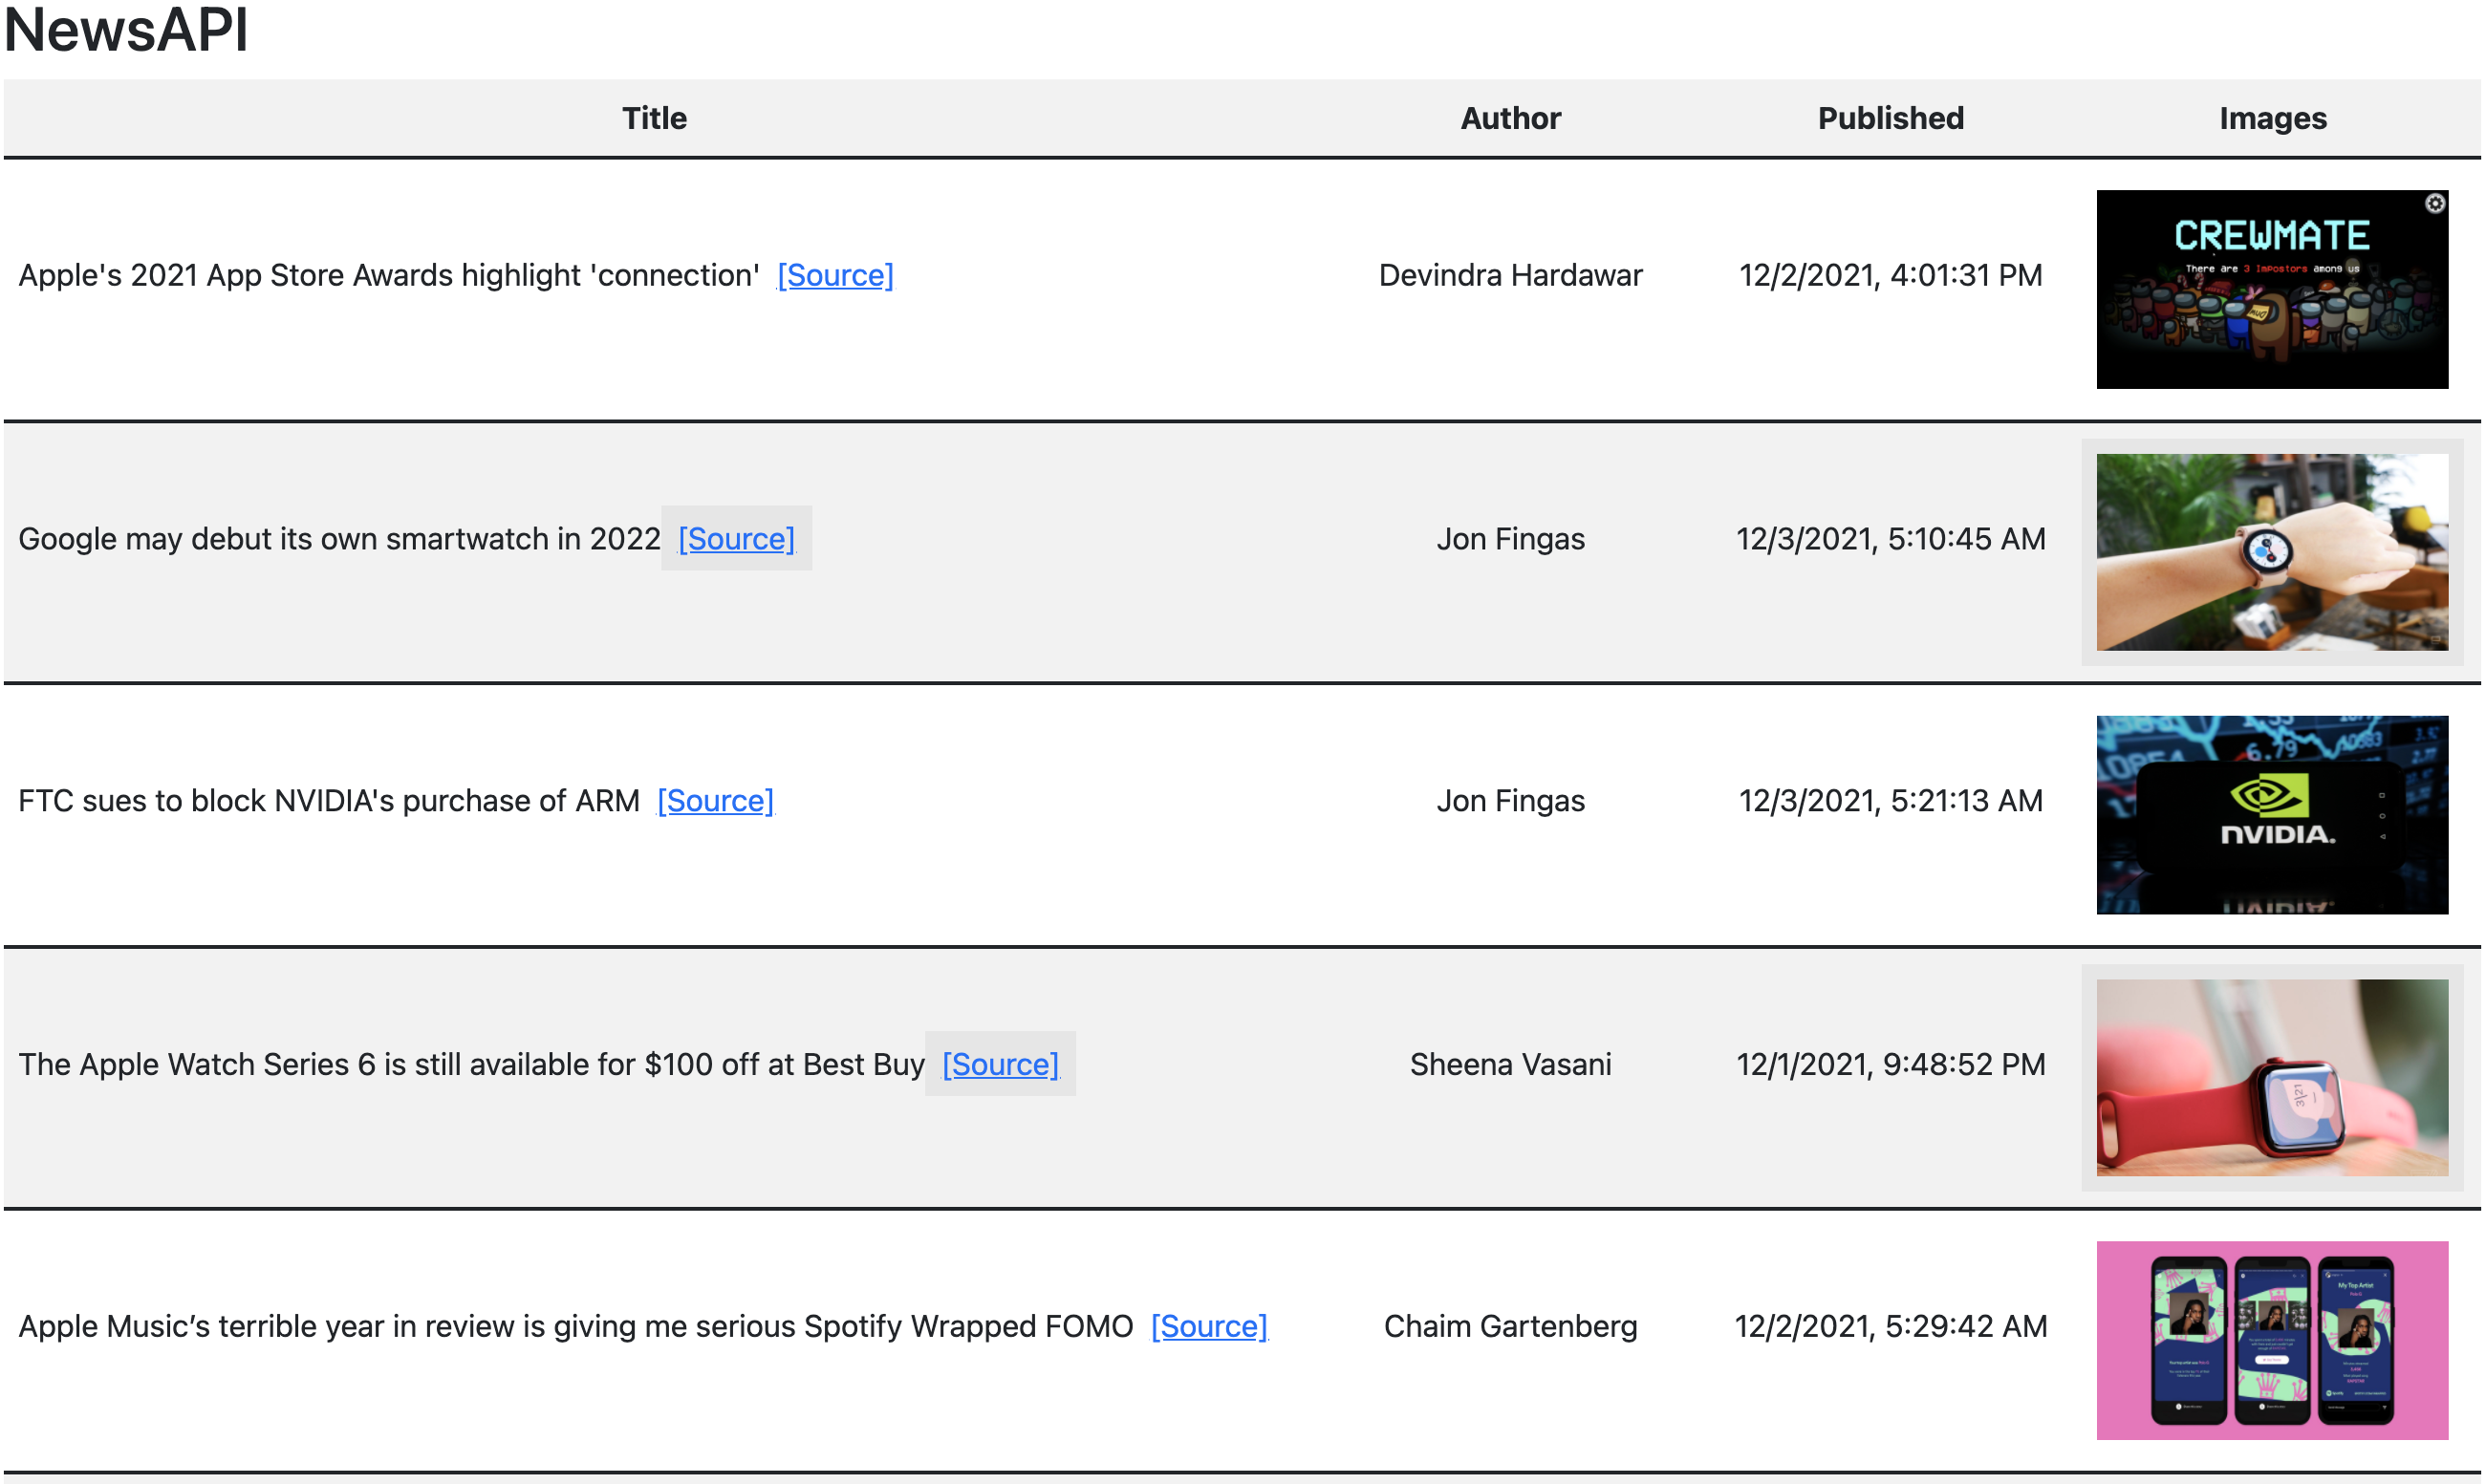 NewsAPI
Title Author Published Images
Apple's 2021 App Store Awards highlight 'connection' [Source] Devindra Hardawar 12/2/2021, 4:01:31 PM
CREWMATE
There are 3 Impostors among us
Google may debut its own smartwatch in 2022 [Source] Jon Fingas 12/3/2021, 5:10:45 AM
FTC sues to block NVIDIA's purchase of ARM [Source] Jon Fingas 12/3/2021, 5:21:13 AM
6.79
NVIDIA.
The Apple Watch Series 6 is still available for $100 off at Best Buy [Source] Sheena Vasani 12/1/2021, 9:48:52 PM
Apple Music’s terrible year in review is giving me serious Spotify Wrapped FOMO [Source] Chaim Gartenberg 12/2/2021, 5:29:42 AM
My Top Artist